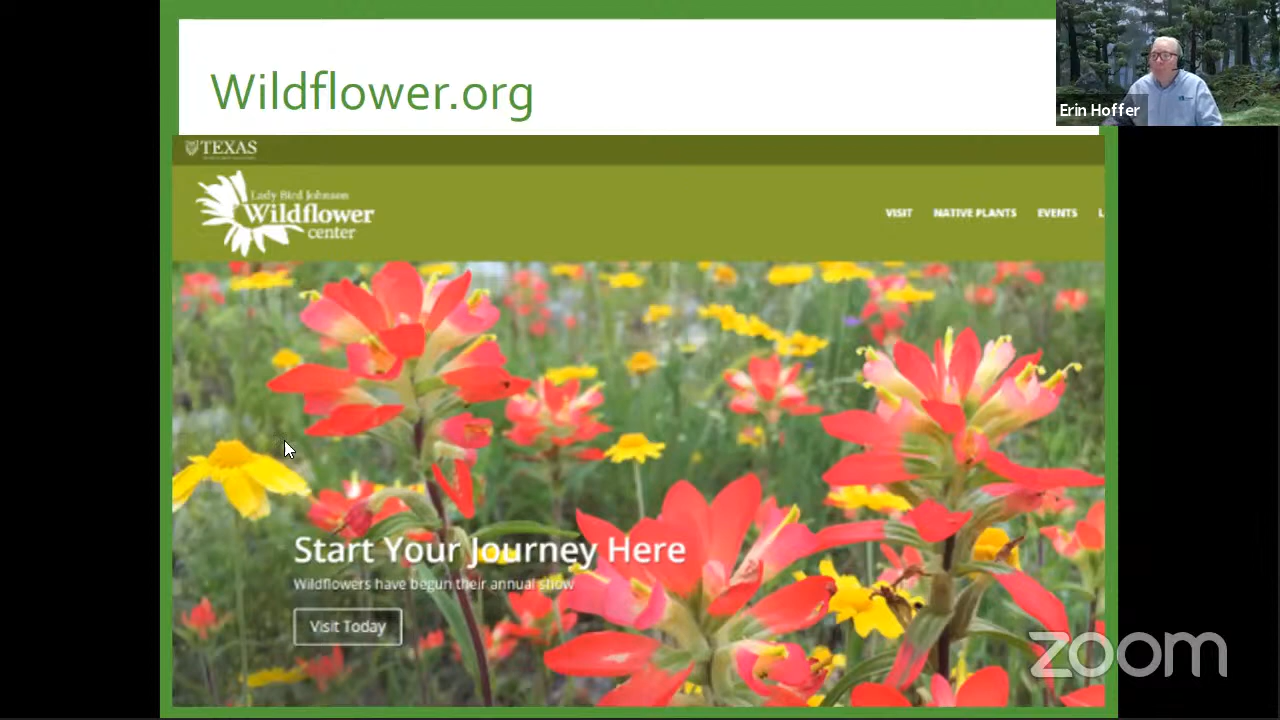 Wildflower.org
Erin Hoffer
TEXAS
Lady Bird Johnson
Wildflower
center
VISIT NATIVE PLANTS EVENTS L
Start Your Journey Here
Wildflowers have begun their annual show
Visit Today
zoom